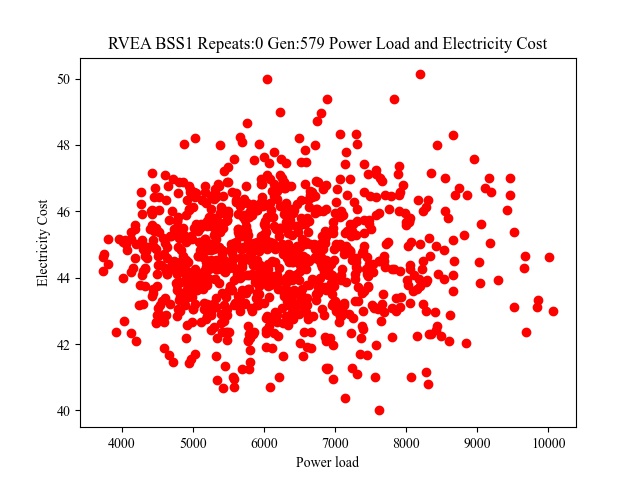 RVEA BSS1 Repeats:0 Gen:579 Power Load and Electricity Cost
50
48
46
44
42
40
Electricity Cost
4000 5000 6000 7000 8000 9000 10000
Power load